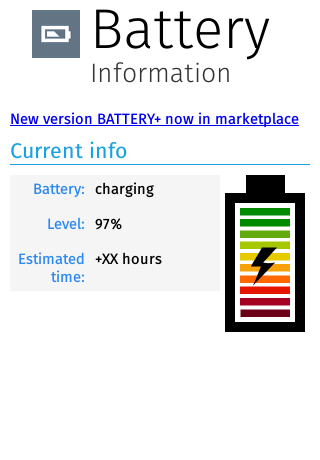 Battery
Information
New version BATTERY+ now in marketplace
Current info
Battery: charging
Level: 97%
Estimated time: +XX hours